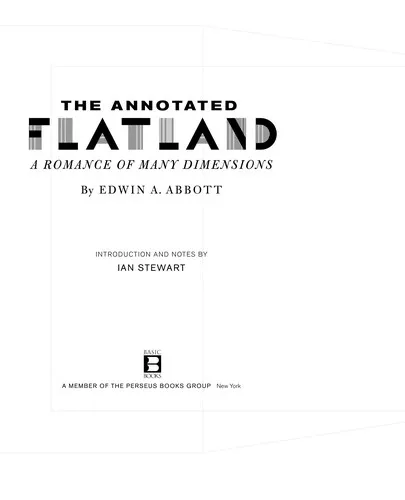 THE ANNOTATED
FLATLAND
A ROMANCE OF MANY DIMENSIONS
By EDWIN A. ABBOTT
INTRODUCTION AND NOTES BY
IAN STEWART
BASIC
B
BOOKS
A MEMBER OF THE PERSEUS BOOKS GROUP New York